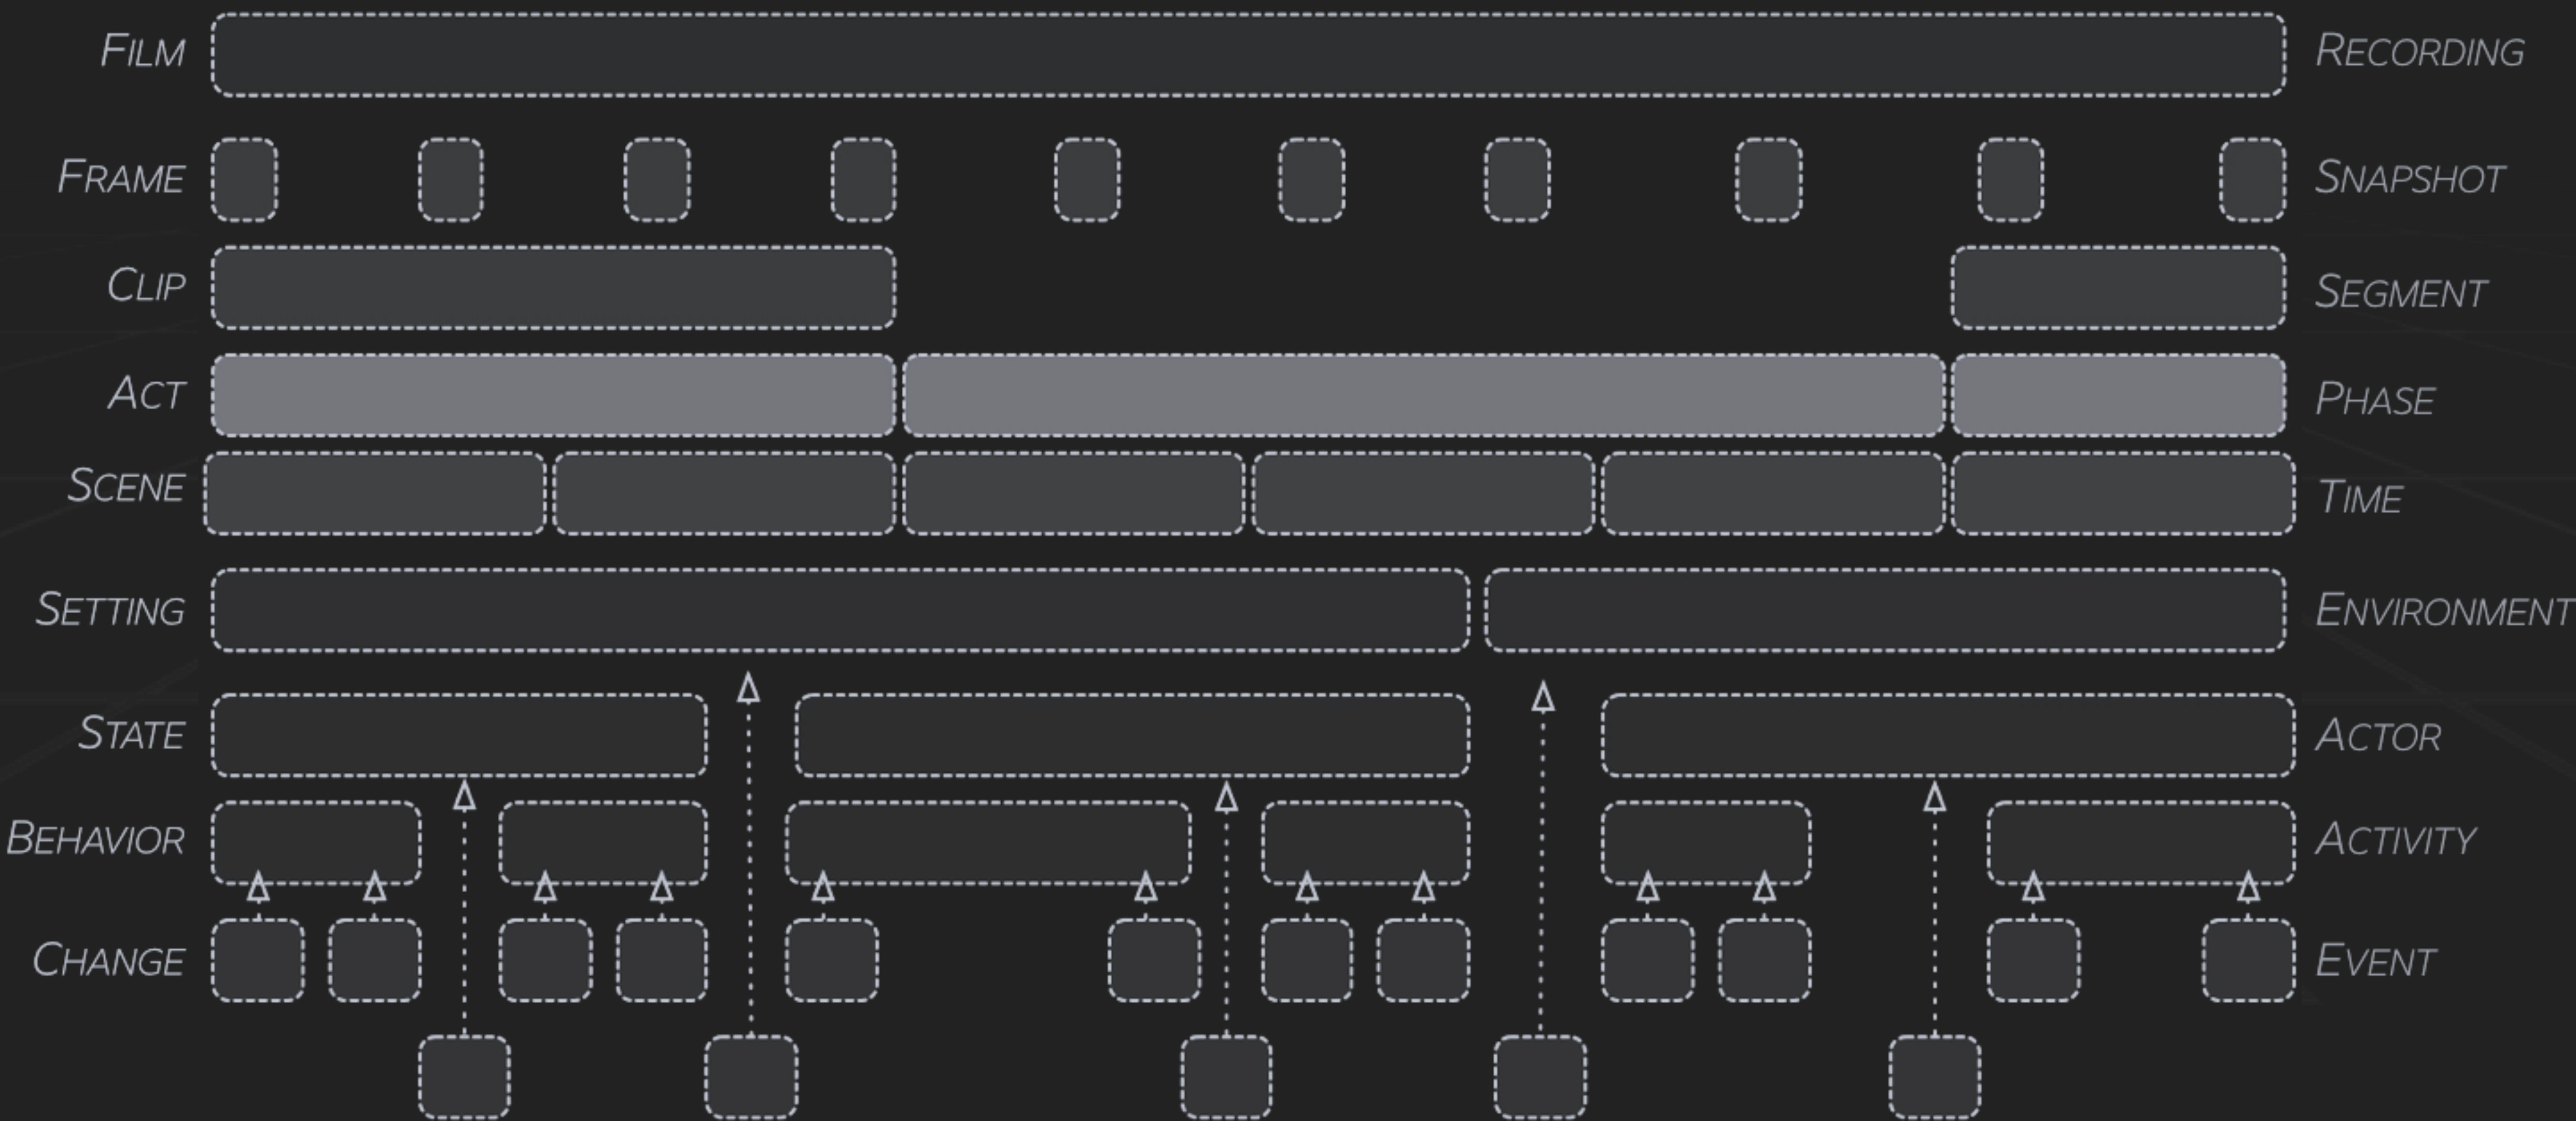 FILM RECORDING
FRAME SNAPSHOT
CLIP SEGMENT
ACT PHASE
SCENE TIME
SETTING ENVIRONMENT
STATE ACTOR
BEHAVIOR ACTIVITY
CHANGE EVENT